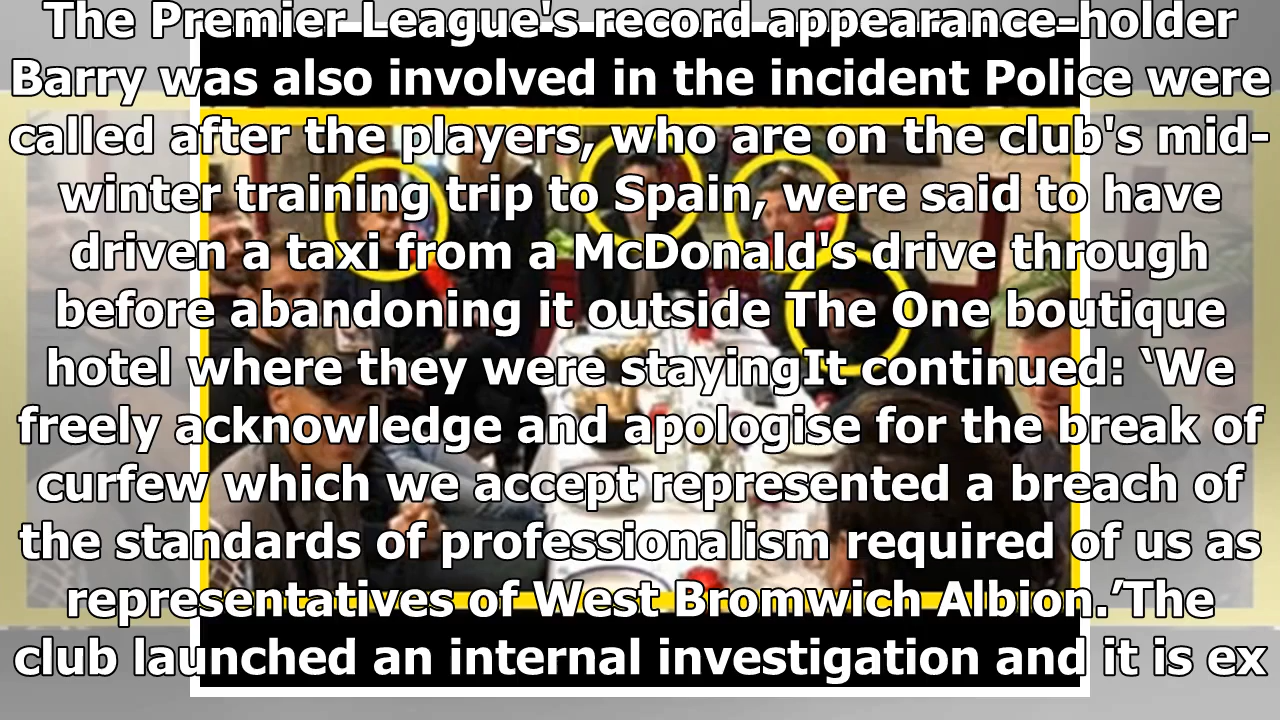 The Premier League's record appearance-holder
Barry was also involved in the incident Police were
called after the players, who are on the club's mid-
winter training trip to Spain, were said to have
driven a taxi from a McDonald's drive through
before abandoning it outside The One boutique
hotel where they were stayingIt continued: ‘We
freely acknowledge and apologise for the break of
curfew which we accept represented a breach of
the standards of professionalism required of us as
representatives of West Bromwich Albion.’The
club launched an internal investigation and it is ex